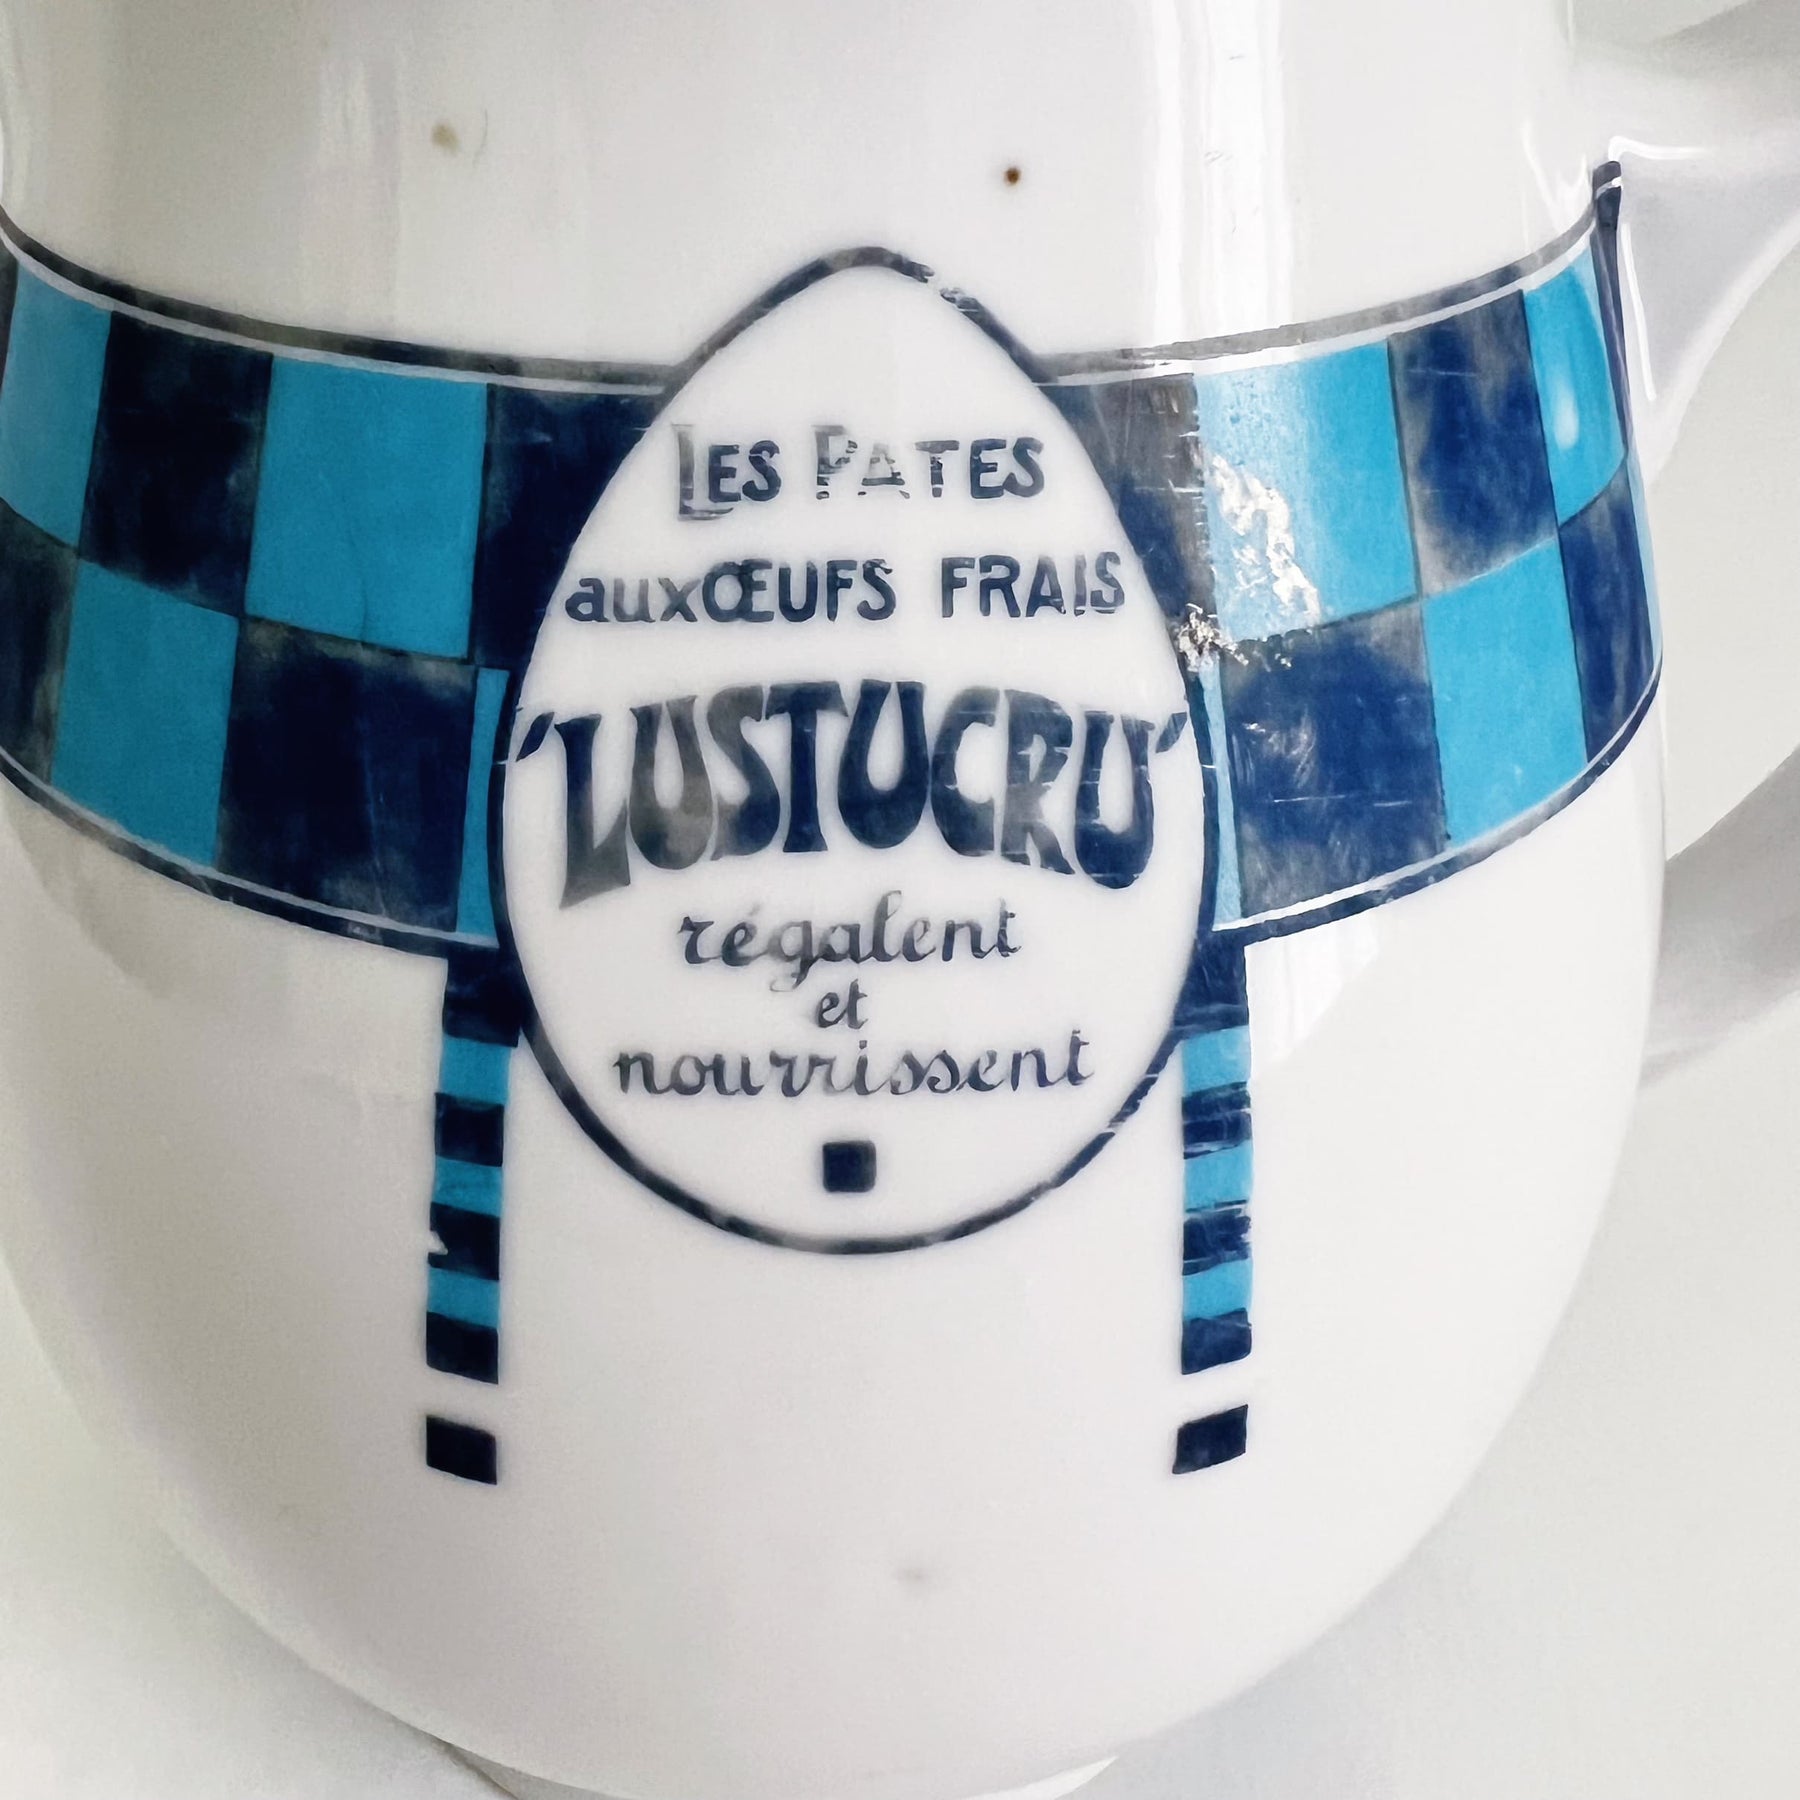 LES PATES
auxŒUFS FRAIS
'LUSTUCRU'
régalent
et
nourrissent